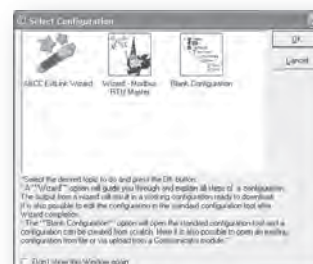 Select Configuration
OK
Cancel
ABCC ExtLink Wizard
Wizard - Modbus
RTU Master
Blank Configuration
"Select the desired topic to do and press the OK button.
A ""Wizard"" option will guide you through and explain all steps of a configuration.
The output from a wizard will result in a working configuration ready to download.
It is also possible to edit the configuration in the standard configuration tool after
Wizard completion.
The ""Blank Configuration"" option will open the standard configuration tool and a
configuration can be created from scratch. Here it is also possible to open an existing
configuration from file or via upload from a Communicator module."
Don't show this Window again